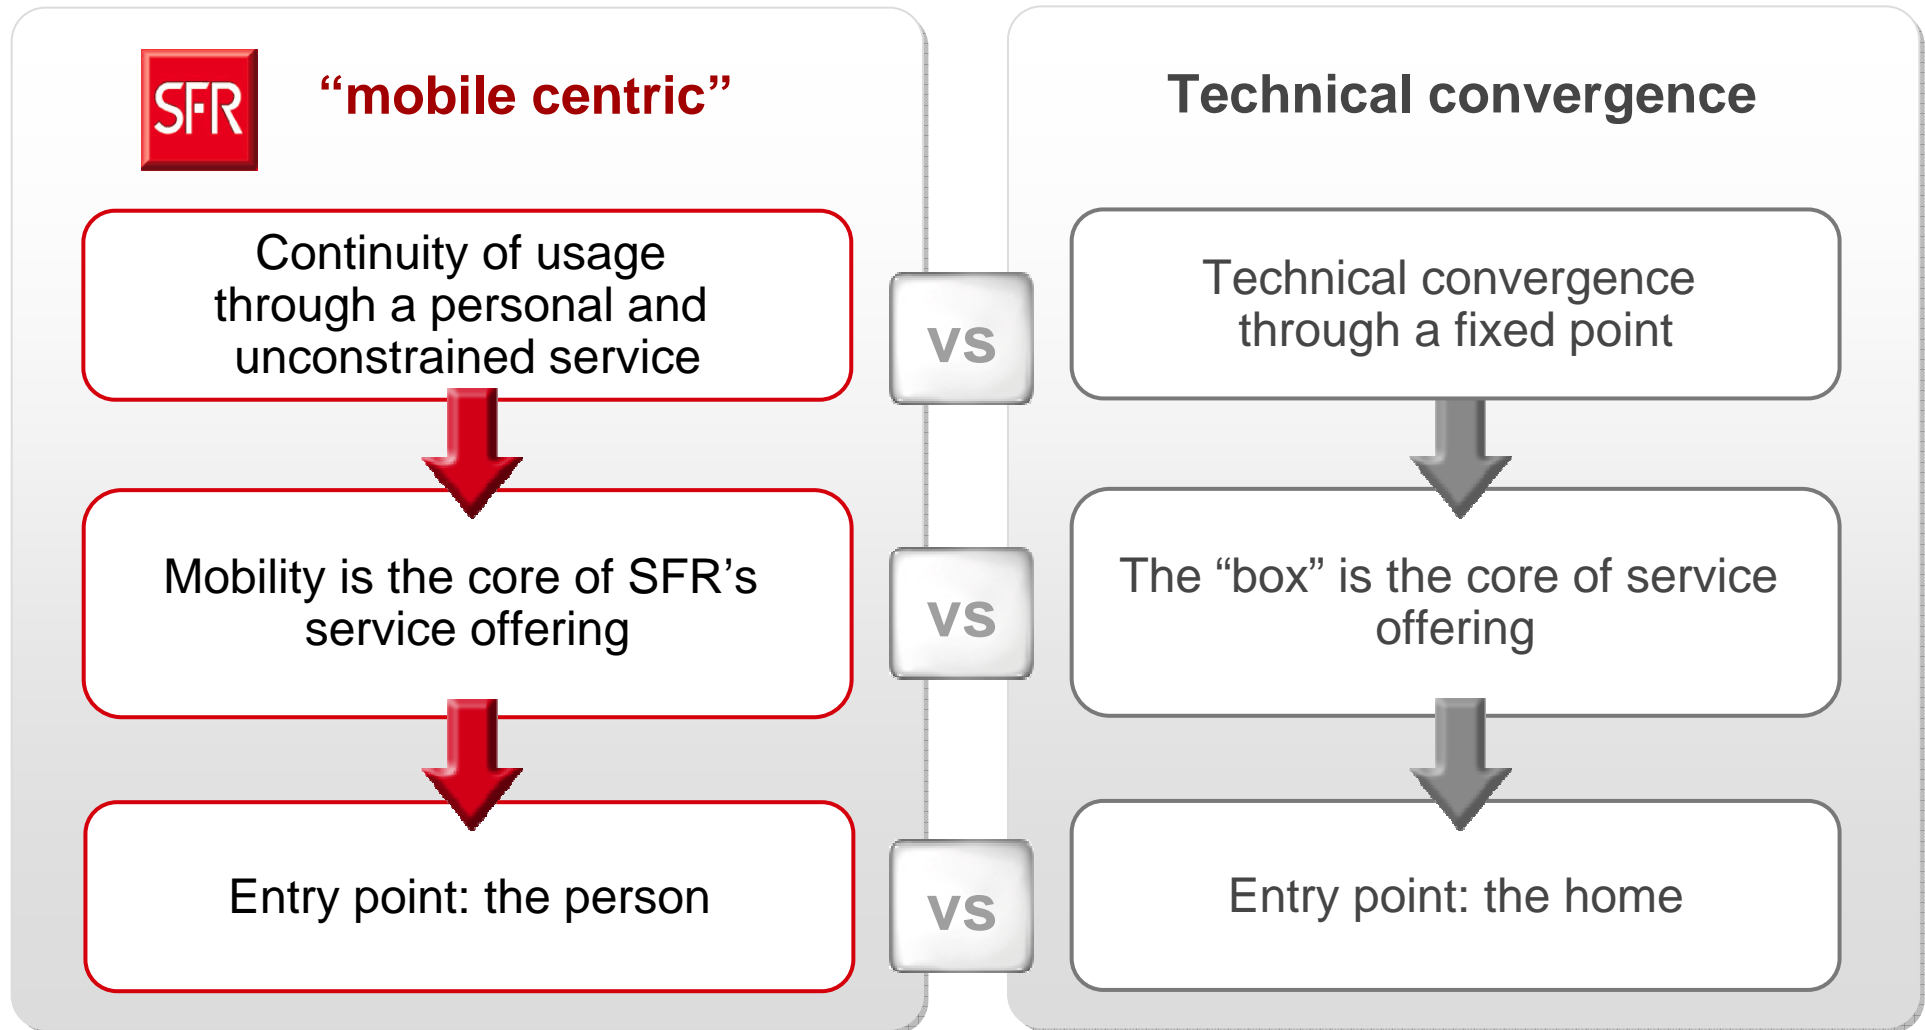 SFR
“mobile centric”
Continuity of usage
through a personal and
unconstrained service
Mobility is the core of SFR’s
service offering
Entry point: the person
vs
vs
vs
Technical convergence
Technical convergence
through a fixed point
The “box” is the core of service
offering
Entry point: the home